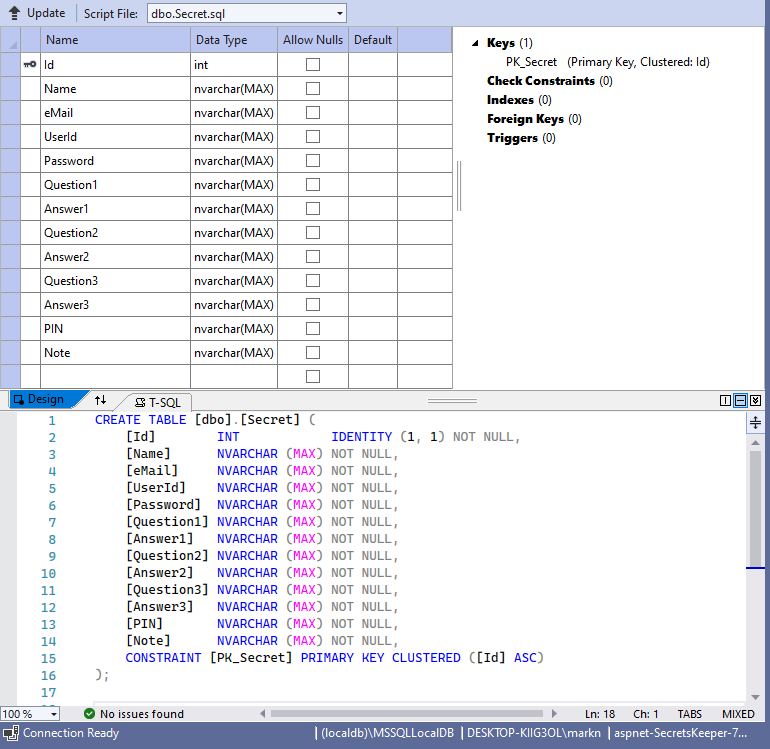 Update Script File: dbo.Secret.sql
Name Data Type Allow Nulls Default
Id int
Name nvarchar(MAX)
eMail nvarchar(MAX)
UserId nvarchar(MAX)
Password nvarchar(MAX)
Question1 nvarchar(MAX)
Answer1 nvarchar(MAX)
Question2 nvarchar(MAX)
Answer2 nvarchar(MAX)
Question3 nvarchar(MAX)
Answer3 nvarchar(MAX)
PIN nvarchar(MAX)
Note nvarchar(MAX)
Keys (1)
PK_Secret (Primary Key, Clustered: Id)
Check Constraints (0)
Indexes (0)
Foreign Keys (0)
Triggers (0)
Design T-SQL
1 CREATE TABLE [dbo].[Secret] (
2 [Id] INT IDENTITY (1, 1) NOT NULL,
3 [Name] NVARCHAR (MAX) NOT NULL,
4 [eMail] NVARCHAR (MAX) NOT NULL,
5 [UserId] NVARCHAR (MAX) NOT NULL,
6 [Password] NVARCHAR (MAX) NOT NULL,
7 [Question1] NVARCHAR (MAX) NOT NULL,
8 [Answer1] NVARCHAR (MAX) NOT NULL,
9 [Question2] NVARCHAR (MAX) NOT NULL,
10 [Answer2] NVARCHAR (MAX) NOT NULL,
11 [Question3] NVARCHAR (MAX) NOT NULL,
12 [Answer3] NVARCHAR (MAX) NOT NULL,
13 [PIN] NVARCHAR (MAX) NOT NULL,
14 [Note] NVARCHAR (MAX) NOT NULL,
15 CONSTRAINT [PK_Secret] PRIMARY KEY CLUSTERED ([Id] ASC)
16 );
17
100 % No issues found Ln: 18 Ch: 1 TABS MIXED
Connection Ready | (localdb)\MSSQLLocalDB | DESKTOP-KIIG3OL\markn | aspnet-SecretsKeeper-7...